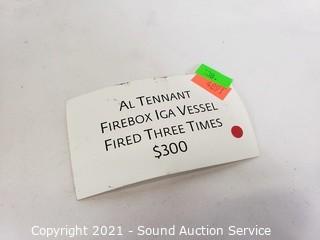 AL TENNANT
FIREBOX IGA VESSEL
FIRED THREE TIMES
$300
Copyright 2021 - Sound Auction Service